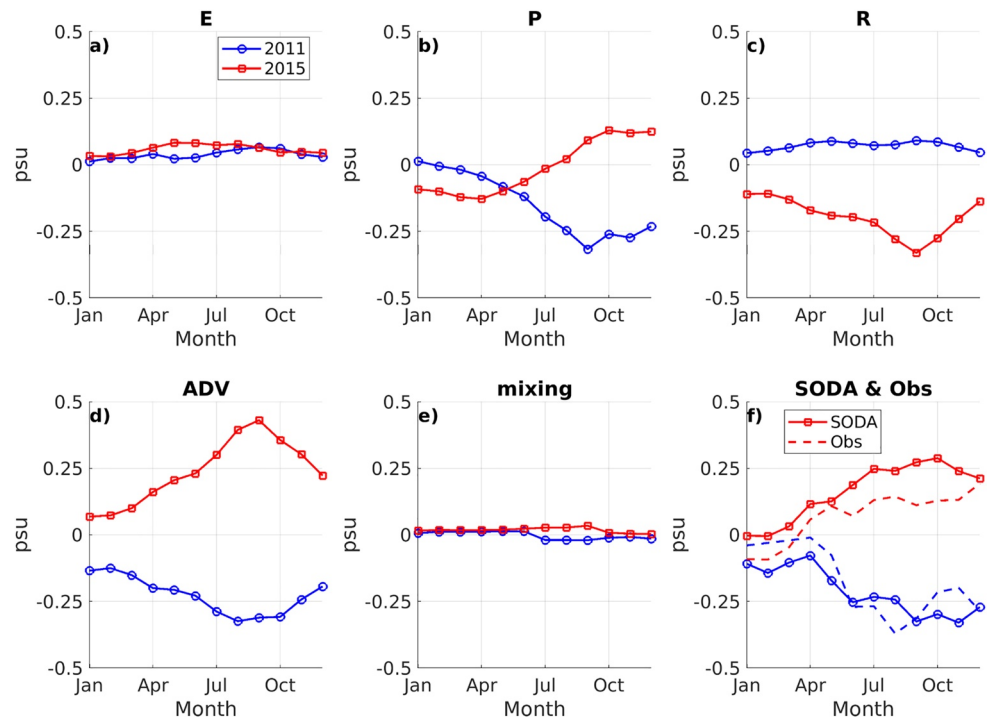 E
a)
2011
2015
0.5
0.25
0
-0.25
-0.5
psu
Jan
Apr
Jul
Oct
Month
P
b)
0.5
0.25
0
-0.25
-0.5
psu
Jan
Apr
Jul
Oct
Month
R
c)
0.5
0.25
0
-0.25
-0.5
psu
Jan
Apr
Jul
Oct
Month
ADV
d)
0.5
0.25
0
-0.25
-0.5
psu
Jan
Apr
Jul
Oct
Month
mixing
e)
0.5
0.25
0
-0.25
-0.5
psu
Jan
Apr
Jul
Oct
Month
SODA & Obs
f)
SODA
Obs
0.5
0.25
0
-0.25
-0.5
psu
Jan
Apr
Jul
Oct
Month